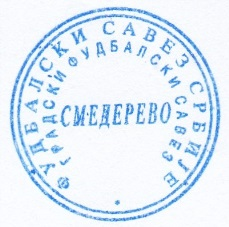 ФУДБАЛСКИ САВЕЗ СРБИЈЕ
ГРАДСКИ ФУДБАЛСКИ САВЕЗ
СМЕДЕРЕВО